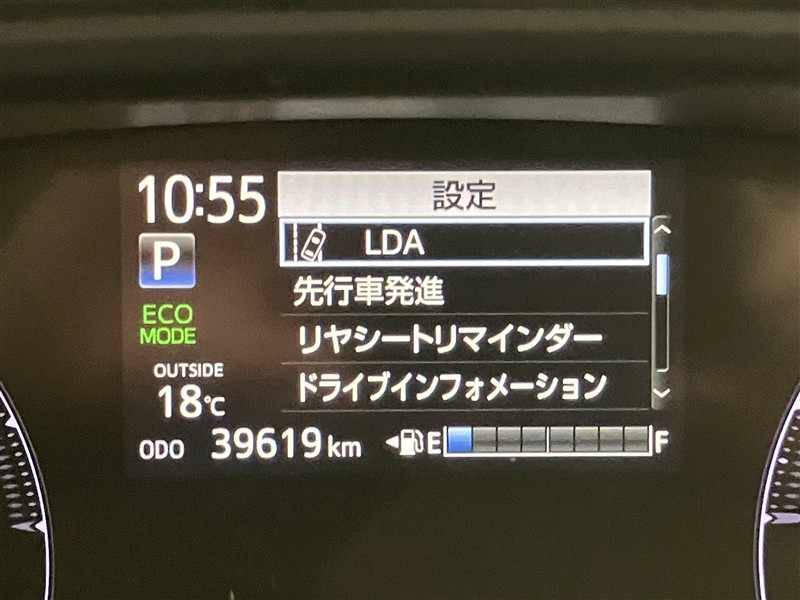 10:55
設定
P
LDA
先行車発進
ECO
MODE
リヤシートリマインダー
OUTSIDE
18℃
ドライブインフォメーション
ODO 39619 km
E F